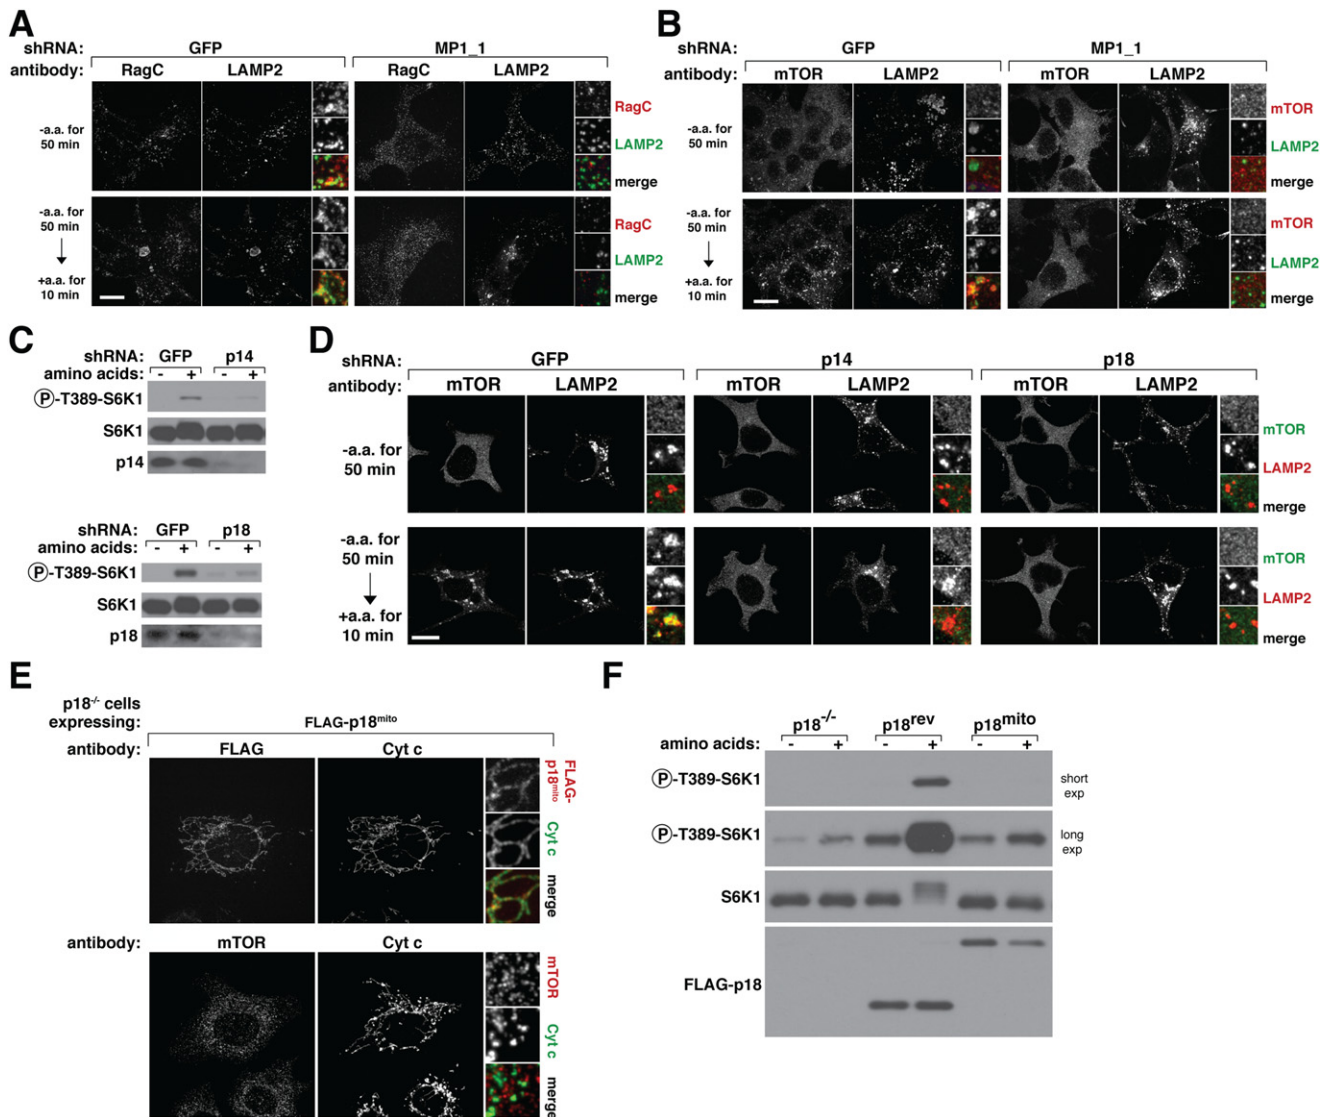 A
shRNA: GFP MP1_1
antibody: RagC LAMP2 RagC LAMP2
-a.a. for
50 min
RagC
LAMP2
merge
-a.a. for
50 min
+a.a. for
10 min
RagC
LAMP2
merge
B
shRNA: GFP MP1_1
antibody: mTOR LAMP2 mTOR LAMP2
-a.a. for
50 min
mTOR
LAMP2
merge
-a.a. for
50 min
+a.a. for
10 min
mTOR
LAMP2
merge
C
shRNA: GFP p14
amino acids: - + - +
Ⓟ-T389-S6K1
S6K1
p14
shRNA: GFP p18
amino acids: - + - +
Ⓟ-T389-S6K1
S6K1
p18
D
shRNA: GFP p14 p18
antibody: mTOR LAMP2 mTOR LAMP2 mTOR LAMP2
-a.a. for
50 min
mTOR
LAMP2
merge
-a.a. for
50 min
+a.a. for
10 min
mTOR
LAMP2
merge
E
p18-/- cells
expressing: FLAG-p18mito
antibody: FLAG Cyt c
FLAG-
p18mito
Cyt c
merge
antibody: mTOR Cyt c
mTOR
Cyt c
merge
F
p18-/- p18rev p18mito
amino acids: - + - + - +
Ⓟ-T389-S6K1 short
exp
Ⓟ-T389-S6K1 long
exp
S6K1
FLAG-p18